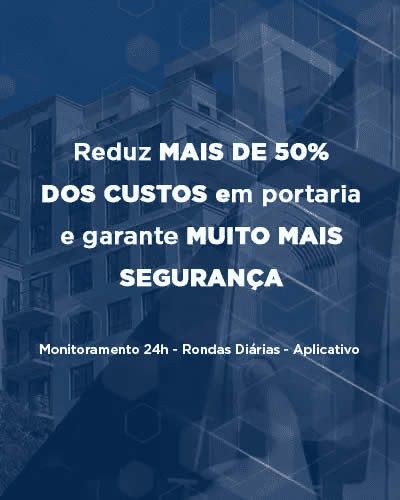 Reduz MAIS DE 50%
DOS CUSTOS em portaria
e garante MUITO MAIS
SEGURANÇA
Monitoramento 24h - Rondas Diárias - Aplicativo